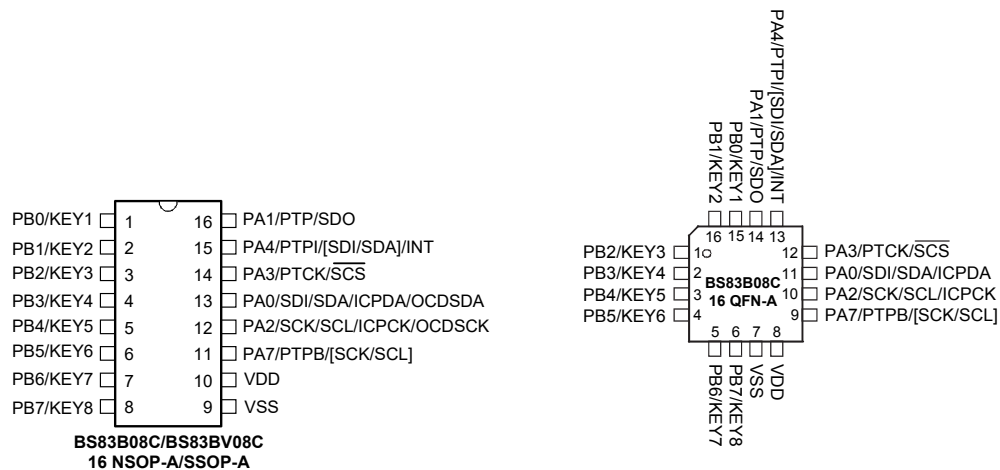 PB0/KEY1 1 16 PA1/PTP/SDO
PB1/KEY2 2 15 PA4/PTPI/[SDI/SDA]/INT
PB2/KEY3 3 14 PA3/PTCK/S̅C̅S̅
PB3/KEY4 4 13 PA0/SDI/SDA/ICPDA/OCDSDA
PB4/KEY5 5 12 PA2/SCK/SCL/ICPCK/OCDSCK
PB5/KEY6 6 11 PA7/PTPB/[SCK/SCL]
PB6/KEY7 7 10 VDD
PB7/KEY8 8 9 VSS
BS83B08C/BS83BV08C
16 NSOP-A/SSOP-A
PB1/KEY2
PB0/KEY1
PA1/PTP/SDO
PA4/PTPI/[SDI/SDA]/INT
16 15 14 13
PB2/KEY3 1 12 PA3/PTCK/S̅C̅S̅
PB3/KEY4 2 11 PA0/SDI/SDA/ICPDA
PB4/KEY5 3 10 PA2/SCK/SCL/ICPCK
PB5/KEY6 4 9 PA7/PTPB/[SCK/SCL]
BS83B08C
16 QFN-A
5 6 7 8
PB6/KEY7
PB7/KEY8
VSS
VDD